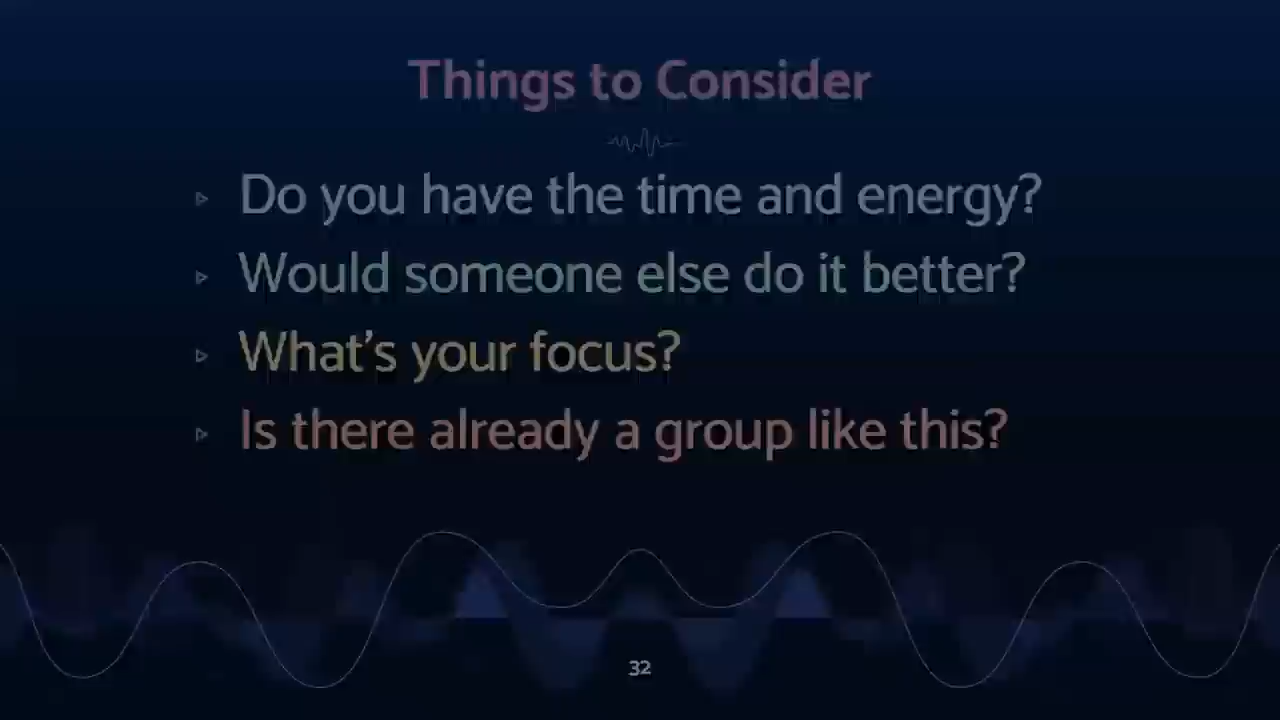 Things to Consider
Do you have the time and energy?
Would someone else do it better?
What’s your focus?
Is there already a group like this?
32